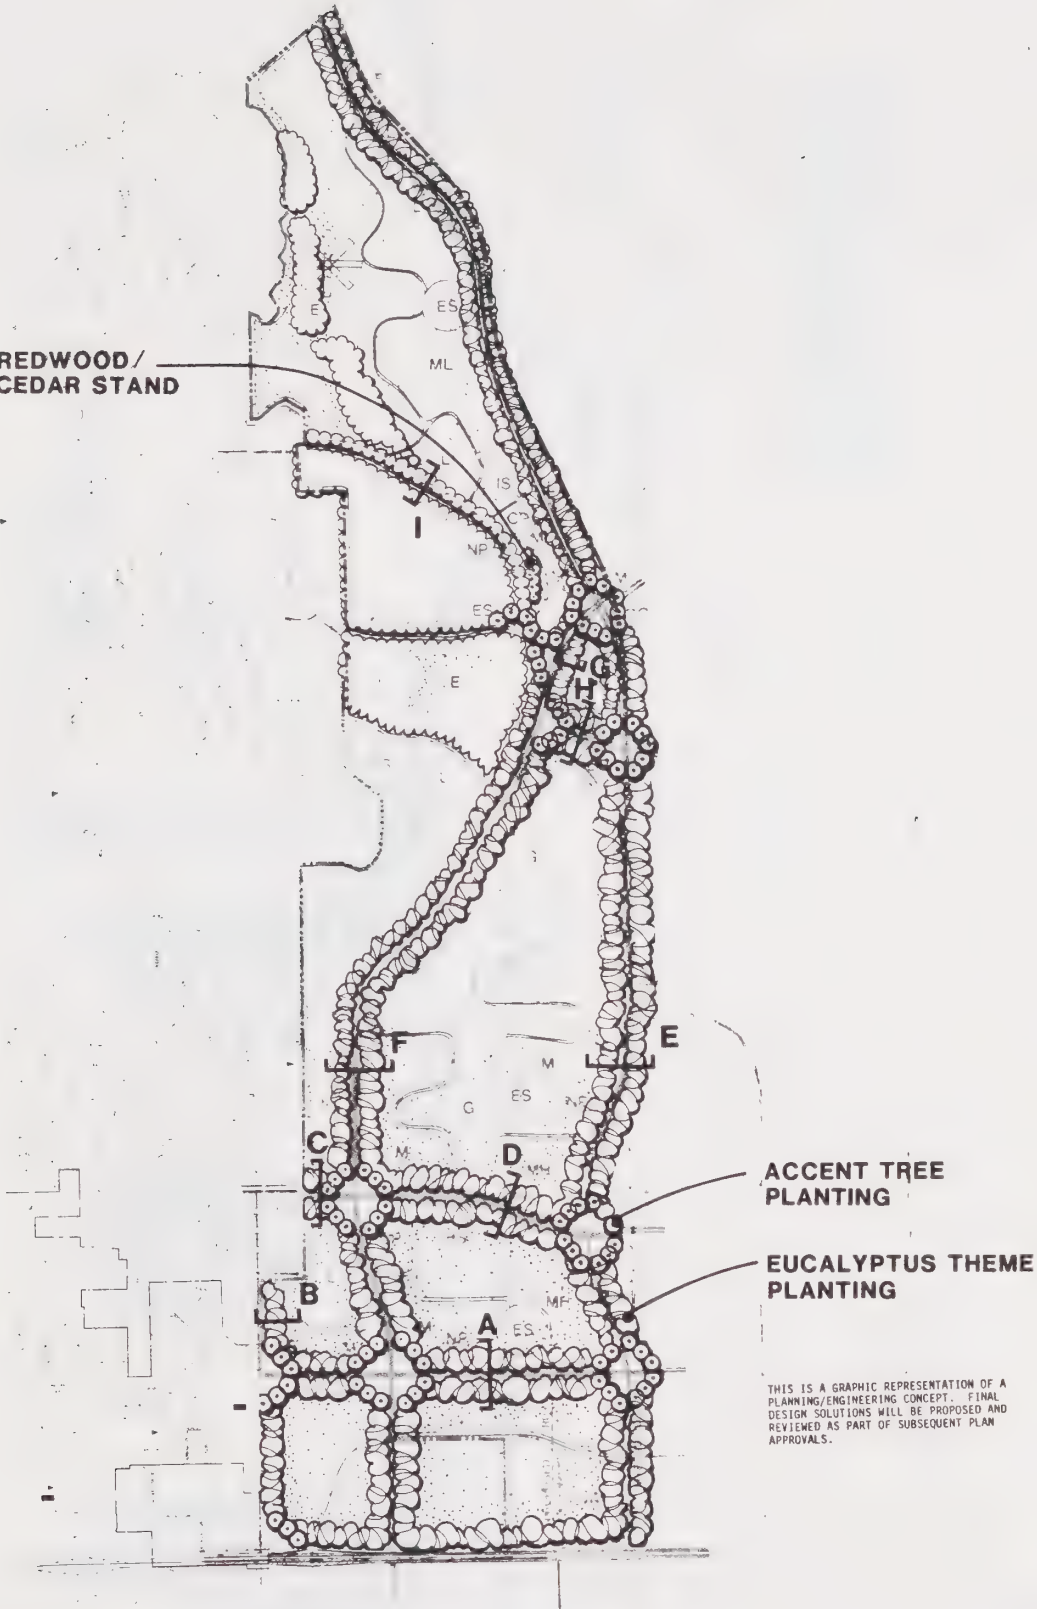 E
ES
ML
REDWOOD/
CEDAR STAND
L
IS
I
NP
ES
G
E
H
F
E
M
ES
G
M
C
D
MH
ACCENT TREE
PLANTING
EUCALYPTUS THEME
PLANTING
B
M
A
ES
THIS IS A GRAPHIC REPRESENTATION OF A
PLANNING/ENGINEERING CONCEPT. FINAL
DESIGN SOLUTIONS WILL BE PROPOSED AND
REVIEWED AS PART OF SUBSEQUENT PLAN
APPROVALS.